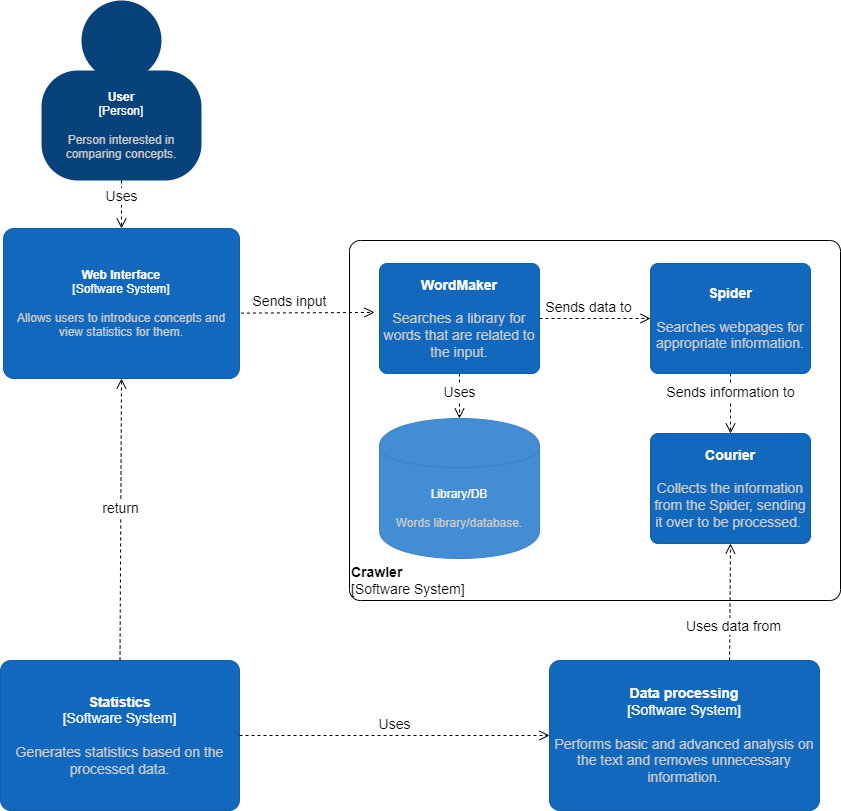 User
[Person]
Person interested in
comparing concepts.
Uses
Web Interface
[Software System]
Allows users to introduce concepts and
view statistics for them.
Sends input
WordMaker
Searches a library for
words that are related to
the input.
Sends data to
Spider
Searches webpages for
appropriate information.
Uses
Sends information to
Library/DB
Words library/database.
Courier
Collects the information
from the Spider, sending
it over to be processed.
Crawler
[Software System]
return
Uses data from
Statistics
[Software System]
Generates statistics based on the
processed data.
Uses
Data processing
[Software System]
Performs basic and advanced analysis on
the text and removes unnecessary
information.